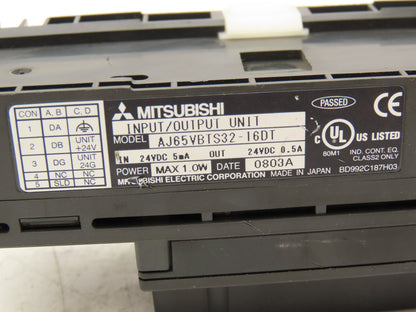 CON A, B C, D
1 DA
2 DB UNIT +24V
3 DG UNIT 24G
4 NC NC
5 SLD NC
MITSUBISHI
INPUT/OUTPUT UNIT
MODEL AJ65VBTS32-16DT
IN 24VDC 5mA OUT 24VDC 0.5A
POWER MAX 1.0W DATE 0803A
MITSUBISHI ELECTRIC CORPORATION MADE IN JAPAN
PASSED
CE
C UL US LISTED
80M1 IND. CONT. EQ.
CLASS2 ONLY
BD992C187H03